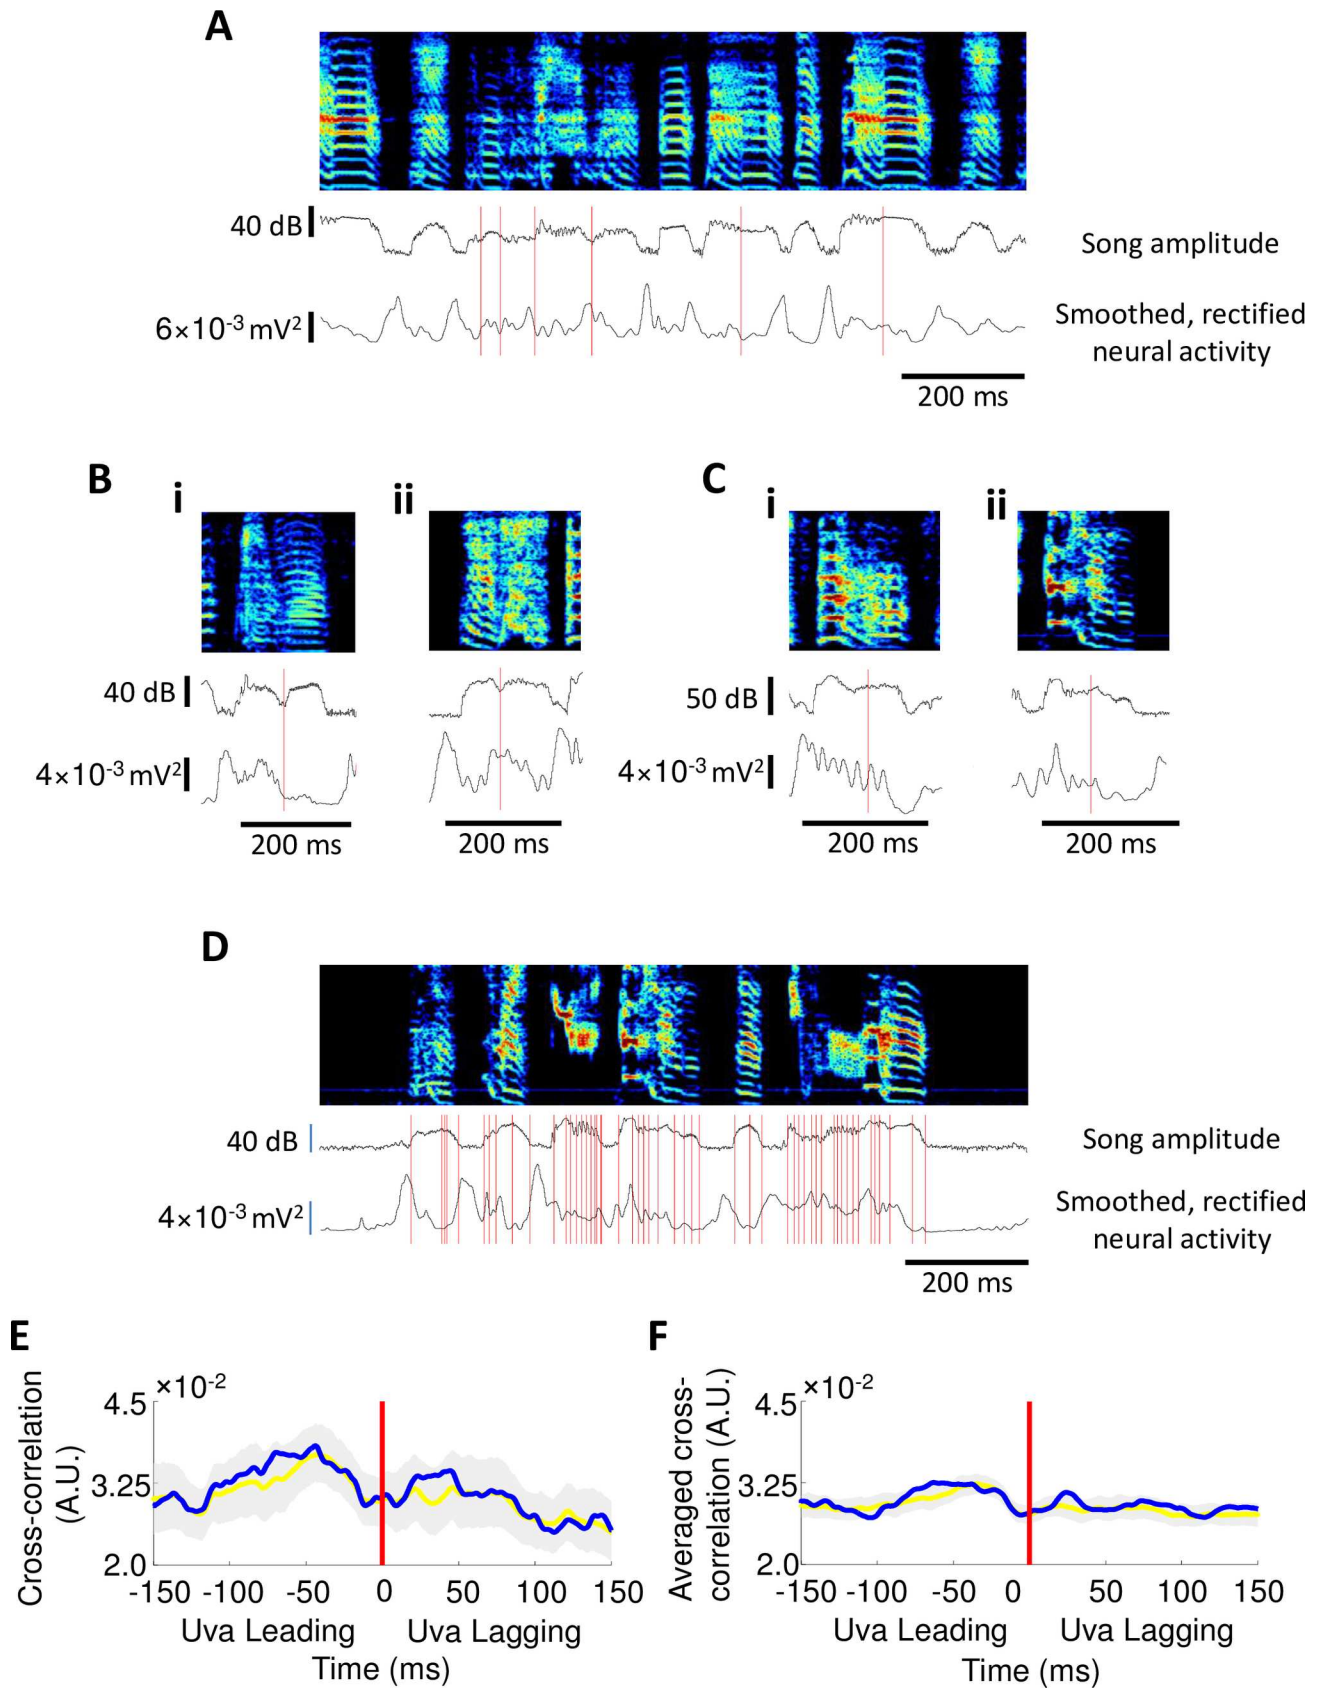 A
40 dB
Song amplitude
6×10-3 mV2
Smoothed, rectified
neural activity
200 ms
B
i
ii
C
i
ii
40 dB
50 dB
4×10-3 mV2
4×10-3 mV2
200 ms
200 ms
200 ms
200 ms
D
40 dB
Song amplitude
4×10-3 mV2
Smoothed, rectified
neural activity
200 ms
E
Cross-correlation
(A.U.)
×10-2
4.5
3.25
2.0
-150 -100 -50 0 50 100 150
Uva Leading Uva Lagging
Time (ms)
F
Averaged cross-
correlation (A.U.)
×10-2
4.5
3.25
2.0
-150 -100 -50 0 50 100 150
Uva Leading Uva Lagging
Time (ms)